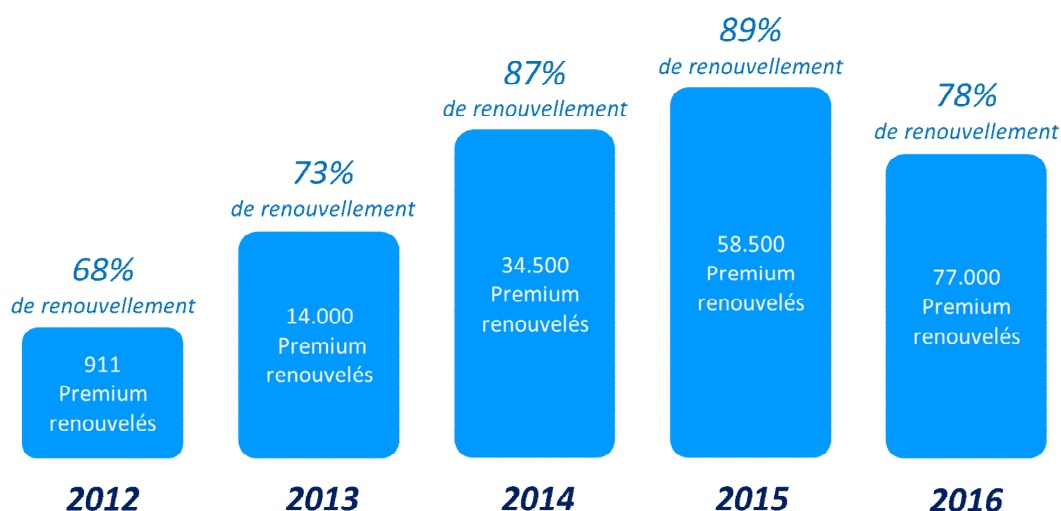 68%
de renouvellement
911
Premium
renouvelés
2012
73%
de renouvellement
14.000
Premium
renouvelés
2013
87%
de renouvellement
34.500
Premium
renouvelés
2014
89%
de renouvellement
58.500
Premium
renouvelés
2015
78%
de renouvellement
77.000
Premium
renouvelés
2016